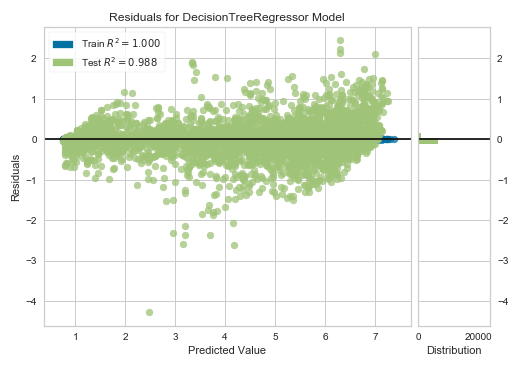 Residuals for DecisionTreeRegressor Model
Train R² = 1.000
Test R² = 0.988
2
1
0
−1
−2
−3
−4
Residuals
1 2 3 4 5 6 7
Predicted Value
2
1
0
−1
−2
−3
−4
0 20000
Distribution